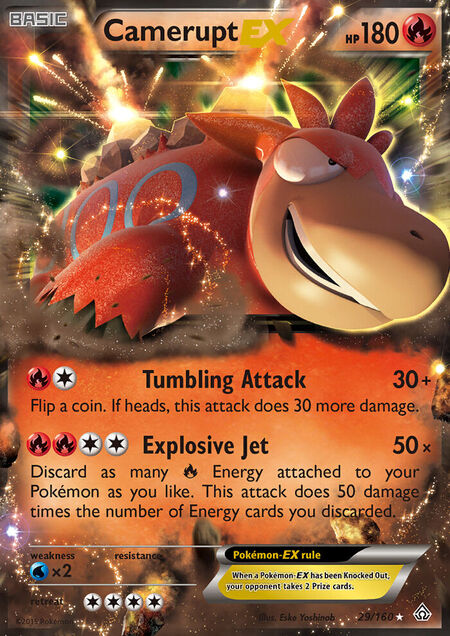 BASIC Camerupt EX HP 180
Tumbling Attack 30+
Flip a coin. If heads, this attack does 30 more damage.
Explosive Jet 50×
Discard as many Energy attached to your
Pokémon as you like. This attack does 50 damage
times the number of Energy cards you discarded.
weakness resistance
×2
Pokémon-EX rule
When a Pokémon-EX has been Knocked Out,
your opponent takes 2 Prize cards.
retreat
©2015 Pokémon Illus. Eske Yoshinob 29/160